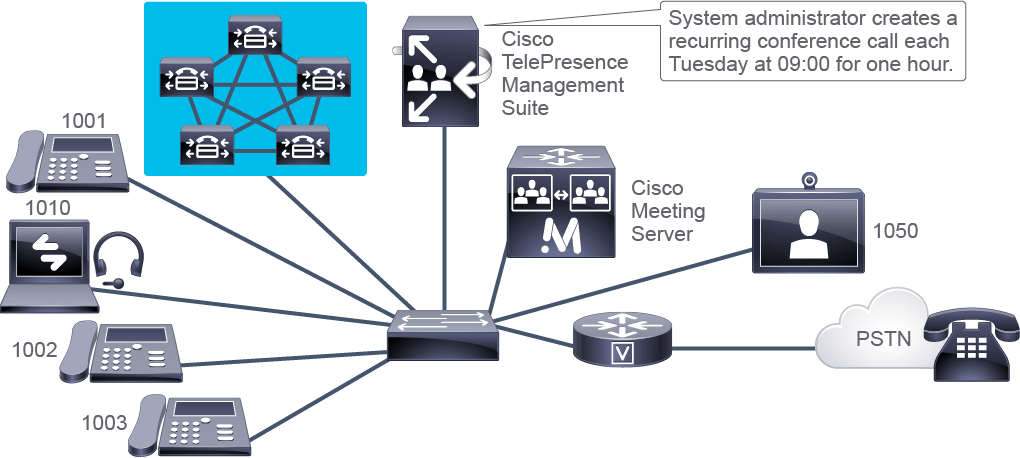 System administrator creates a
recurring conference call each
Tuesday at 09:00 for one hour.
Cisco
TelePresence
Management
Suite
1001
Cisco
Meeting
Server
M
1010
1050
1002
V
PSTN
1003